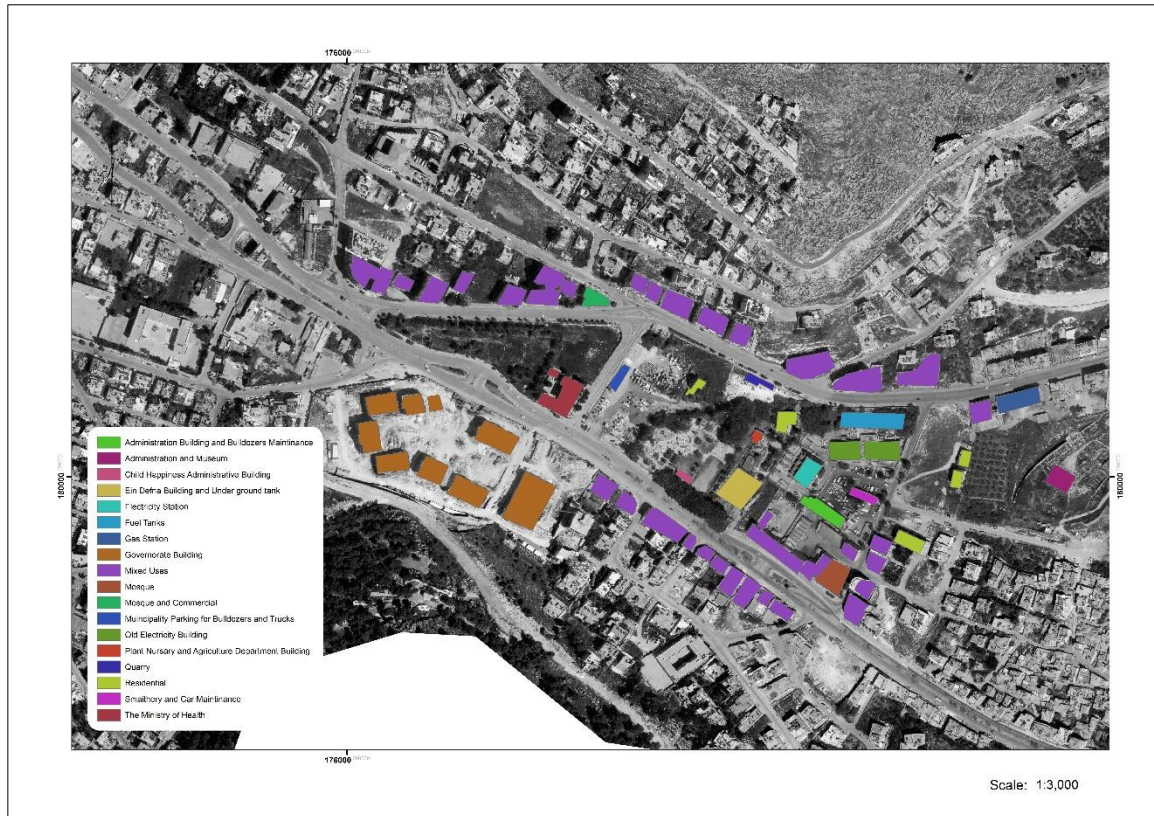 176000
180000
180000
Administration Building and Bulldozers Maintinance
Administration and Museum
Child Happiness Administrative Building
Ein Defna Building and Under ground tank
Electricity Station
Fuel Tanks
Gas Station
Governorate Building
Mixed Uses
Mosque
Mosque and Commercial
Municipality Parking for Bulldozers and Trucks
Old Electricity Building
Plant Nursary and Agriculture Department Building
Quarry
Residential
Smaithery and Car Maintinance
The Ministry of Health
176000
Scale: 1:3,000